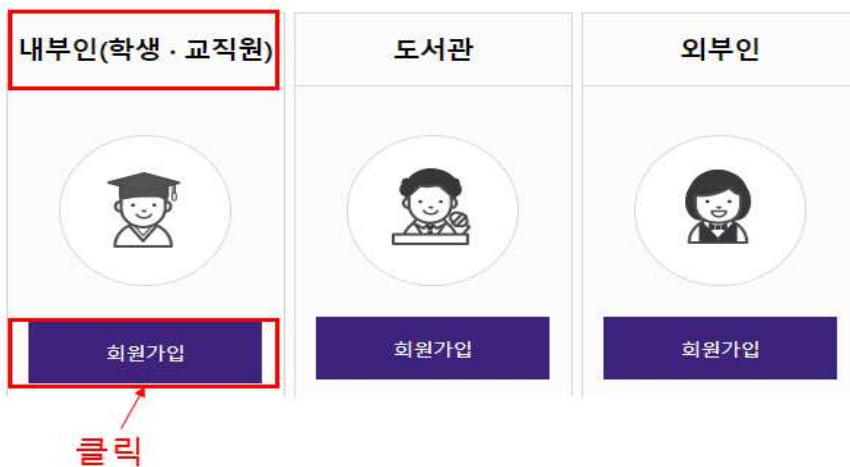 내부인(학생 · 교직원)
도서관
외부인
회원가입
회원가입
회원가입
클릭